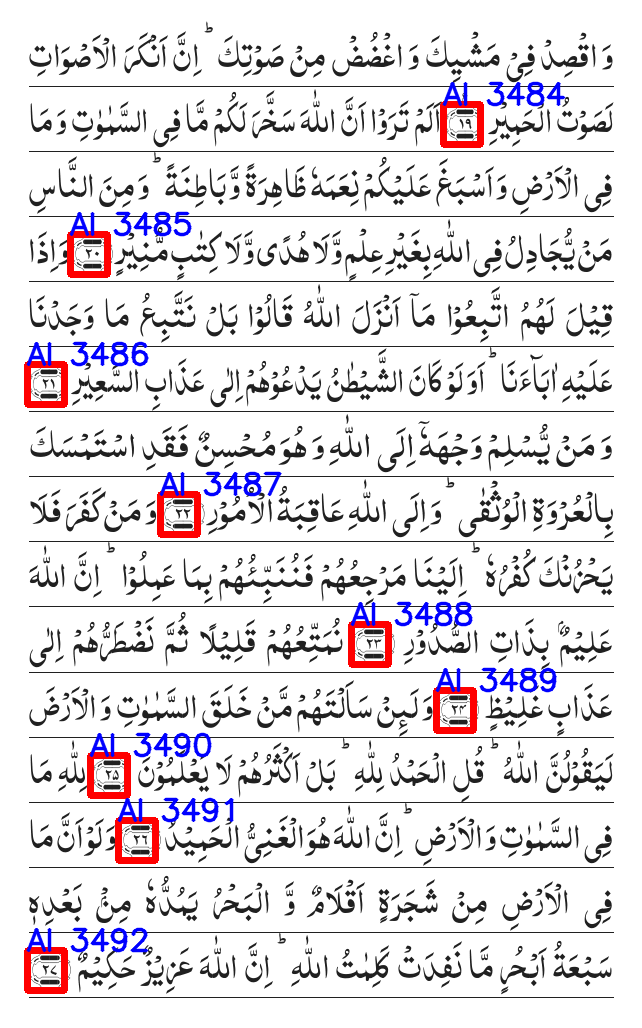 وَاقْصِدْ فِیْ مَشْیِكَ وَاغْضُضْ مِنْ صَوْتِكَ ؕ اِنَّ اَنْكَرَ الْاَصْوَاتِ
AI 3484
لَصَوْتُ الْحَمِیْرِ ﴿۱۹﴾ اَلَمْ تَرَوْا اَنَّ اللّٰهَ سَخَّرَ لَكُمْ مَّا فِی السَّمٰوٰتِ وَمَا
فِی الْاَرْضِ وَاَسْبَغَ عَلَیْكُمْ نِعَمَهٗ ظَاهِرَةً وَّبَاطِنَةً ؕ وَمِنَ النَّاسِ
AI 3485
مَنْ یُّجَادِلُ فِی اللّٰهِ بِغَیْرِ عِلْمٍ وَّلَا هُدًی وَّلَا كِتٰبٍ مُّنِیْرٍ ﴿۲۰﴾ وَاِذَا
قِیْلَ لَهُمُ اتَّبِعُوْا مَاۤ اَنْزَلَ اللّٰهُ قَالُوْا بَلْ نَتَّبِعُ مَا وَجَدْنَا
AI 3486
عَلَیْهِ اٰبَآءَنَا ؕ اَوَلَوْ كَانَ الشَّیْطٰنُ یَدْعُوْهُمْ اِلٰی عَذَابِ السَّعِیْرِ ﴿۲۱﴾
وَمَنْ یُّسْلِمْ وَجْهَهٗۤ اِلَی اللّٰهِ وَهُوَ مُحْسِنٌ فَقَدِ اسْتَمْسَكَ
AI 3487
بِالْعُرْوَةِ الْوُثْقٰی ؕ وَاِلَی اللّٰهِ عَاقِبَةُ الْاُمُوْرِ ﴿۲۲﴾ وَمَنْ كَفَرَ فَلَا
یَحْزُنْكَ كُفْرُهٗ ؕ اِلَیْنَا مَرْجِعُهُمْ فَنُنَبِّئُهُمْ بِمَا عَمِلُوْا ؕ اِنَّ اللّٰهَ
AI 3488
عَلِیْمٌۢ بِذَاتِ الصُّدُوْرِ ﴿۲۳﴾ نُمَتِّعُهُمْ قَلِیْلًا ثُمَّ نَضْطَرُّهُمْ اِلٰی
AI 3489
عَذَابٍ غَلِیْظٍ ﴿۲۴﴾ وَلَئِنْ سَاَلْتَهُمْ مَّنْ خَلَقَ السَّمٰوٰتِ وَالْاَرْضَ
AI 3490
لَیَقُوْلُنَّ اللّٰهُ ؕ قُلِ الْحَمْدُ لِلّٰهِ ؕ بَلْ اَكْثَرُهُمْ لَا یَعْلَمُوْنَ ﴿۲۵﴾ لِلّٰهِ مَا
AI 3491
فِی السَّمٰوٰتِ وَالْاَرْضِ ؕ اِنَّ اللّٰهَ هُوَ الْغَنِیُّ الْحَمِیْدُ ﴿۲۶﴾ وَلَوْ اَنَّ مَا
فِی الْاَرْضِ مِنْ شَجَرَةٍ اَقْلَامٌ وَّ الْبَحْرُ یَمُدُّهٗ مِنْۢ بَعْدِهٖ
AI 3492
سَبْعَةُ اَبْحُرٍ مَّا نَفِدَتْ كَلِمٰتُ اللّٰهِ ؕ اِنَّ اللّٰهَ عَزِیْزٌ حَكِیْمٌ ﴿۲۷﴾